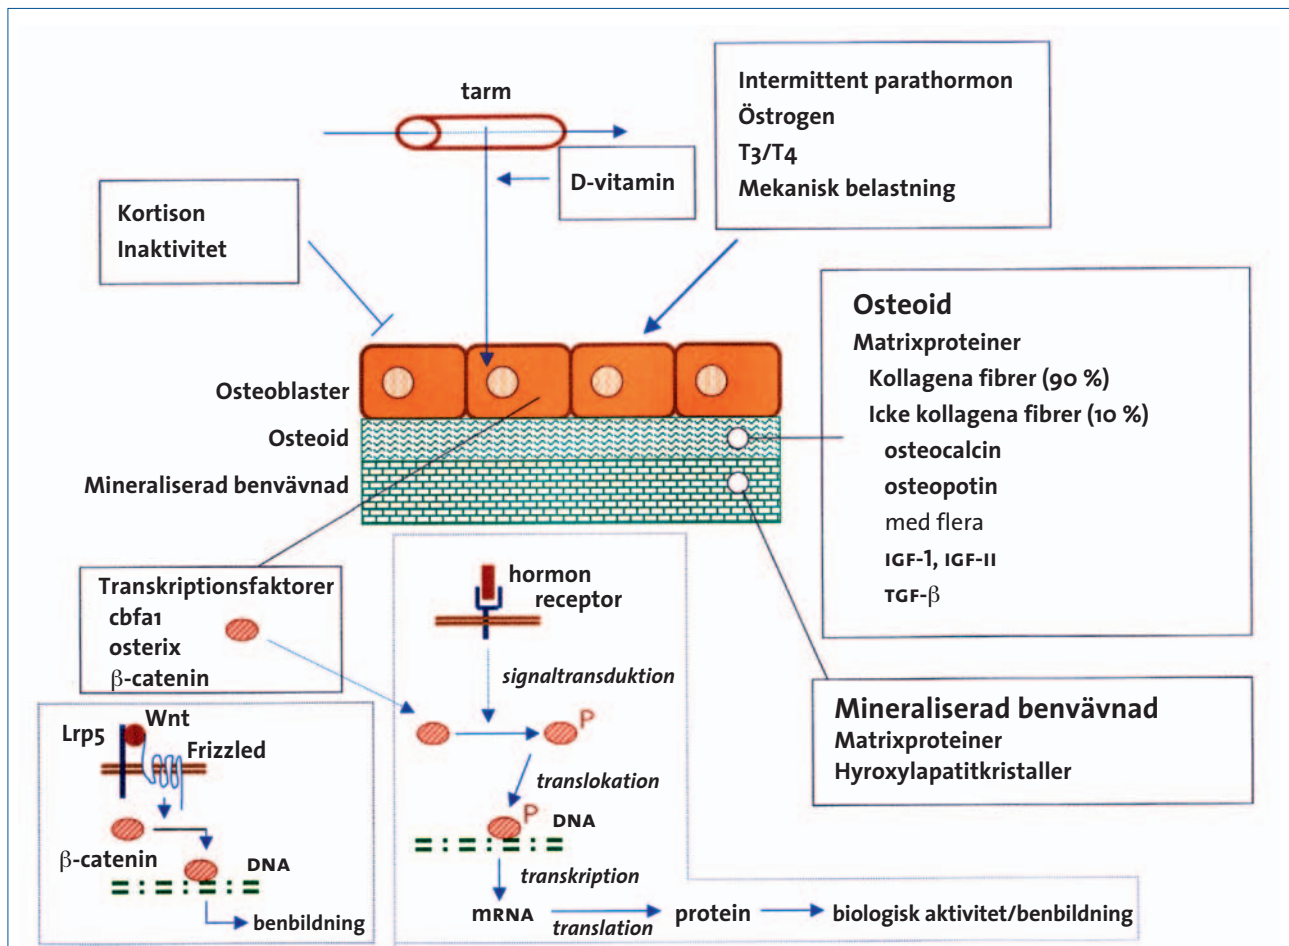 tarm
D-vitamin
Intermittent parathormon
Östrogen
T3/T4
Mekanisk belastning
Kortison
Inaktivitet
Osteoblaster
Osteoid
Mineraliserad benvävnad
Osteoid
Matrixproteiner
Kollagena fibrer (90 %)
Icke kollagena fibrer (10 %)
osteocalcin
osteopotin
med flera
IGF-1, IGF-II
TGF-β
Transkriptionsfaktorer
cbfa1
osterix
β-catenin
hormon
receptor
signaltransduktion
P
translokation
P
DNA
transkription
mRNA
translation
protein
biologisk aktivitet/benbildning
Mineraliserad benvävnad
Matrixproteiner
Hyroxylapatitkristaller
Wnt
Lrp5
Frizzled
β-catenin
DNA
benbildning